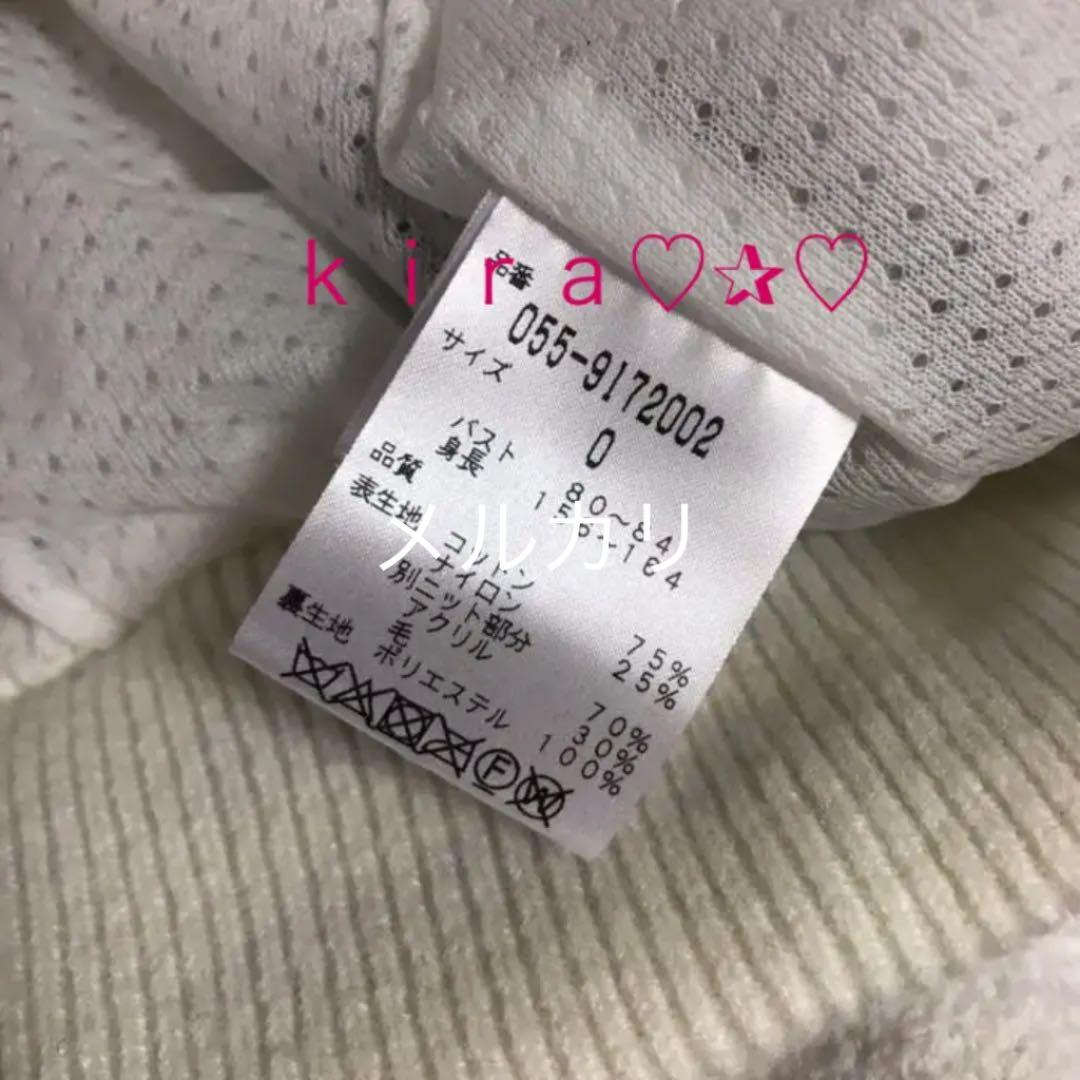 kira♡☆♡
品番
055-9172002
サイズ 0
バスト 80~84
身長 156~164
メルカリ
品質
表生地 コットン 75%
ナイロン 25%
別ニット部分
アクリル 70%
毛 30%
裏生地 ポリエステル 100%
F